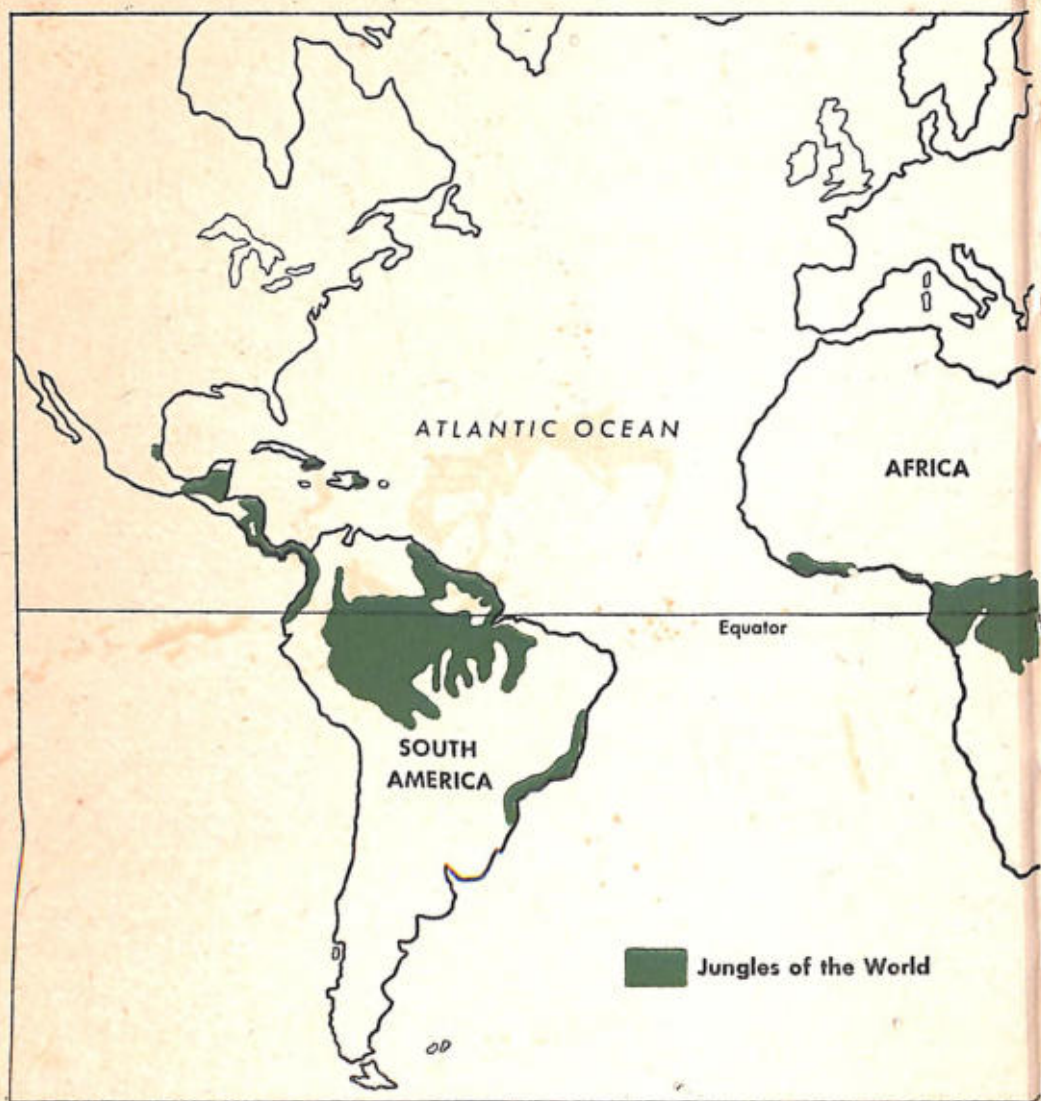 ATLANTIC OCEAN
AFRICA
Equator
SOUTH
AMERICA
Jungles of the World